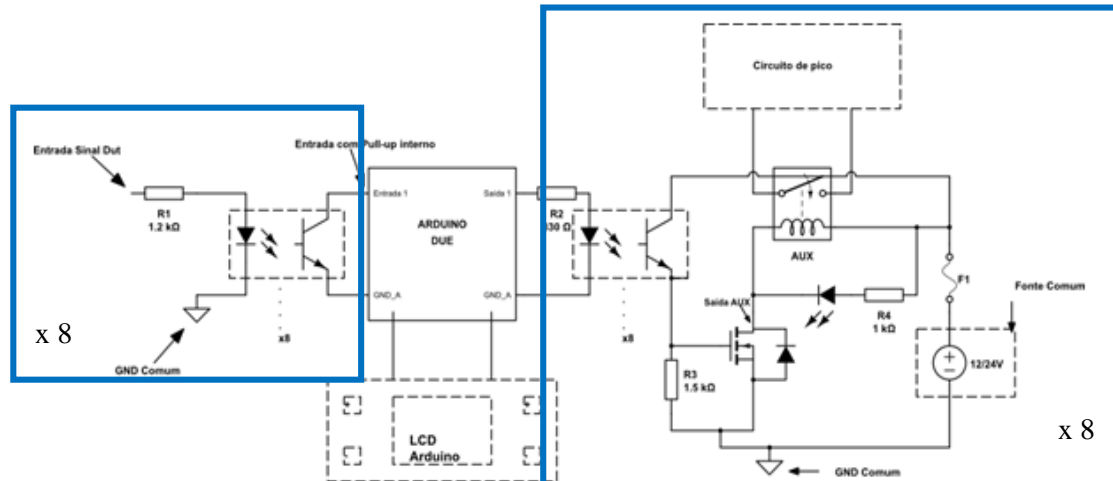 Circuito de pico
Entrada Sinal Dut
Entrada com Pull-up interno
R1
1.2 kΩ
Entrada 1
Saída 1
ARDUINO
DUE
GND_A
GND_A
R2
x8
x 8
GND Comum
LCD
Arduino
x8
AUX
Saída AUX
R3
1.5 kΩ
R4
1 kΩ
F1
Fonte Comum
12/24V
x 8
GND Comum